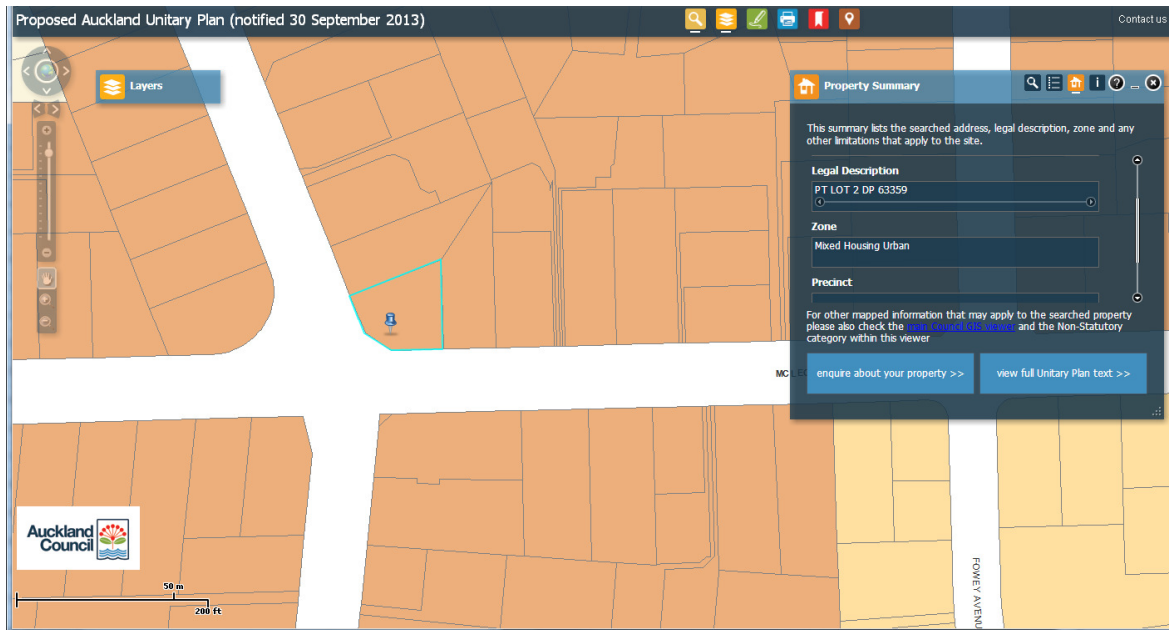 Proposed Auckland Unitary Plan (notified 30 September 2013)
Contact us
Layers
Property Summary
This summary lists the searched address, legal description, zone and any
other limitations that apply to the site.
Legal Description
PT LOT 2 DP 63359
Zone
Mixed Housing Urban
Precinct
For other mapped information that may apply to the searched property
please also check the main Council GIS viewer and the Non-Statutory
category within this viewer
enquire about your property >>
view full Unitary Plan text >>
FOWEY AVENU
Auckland
Council
50 m
200 ft